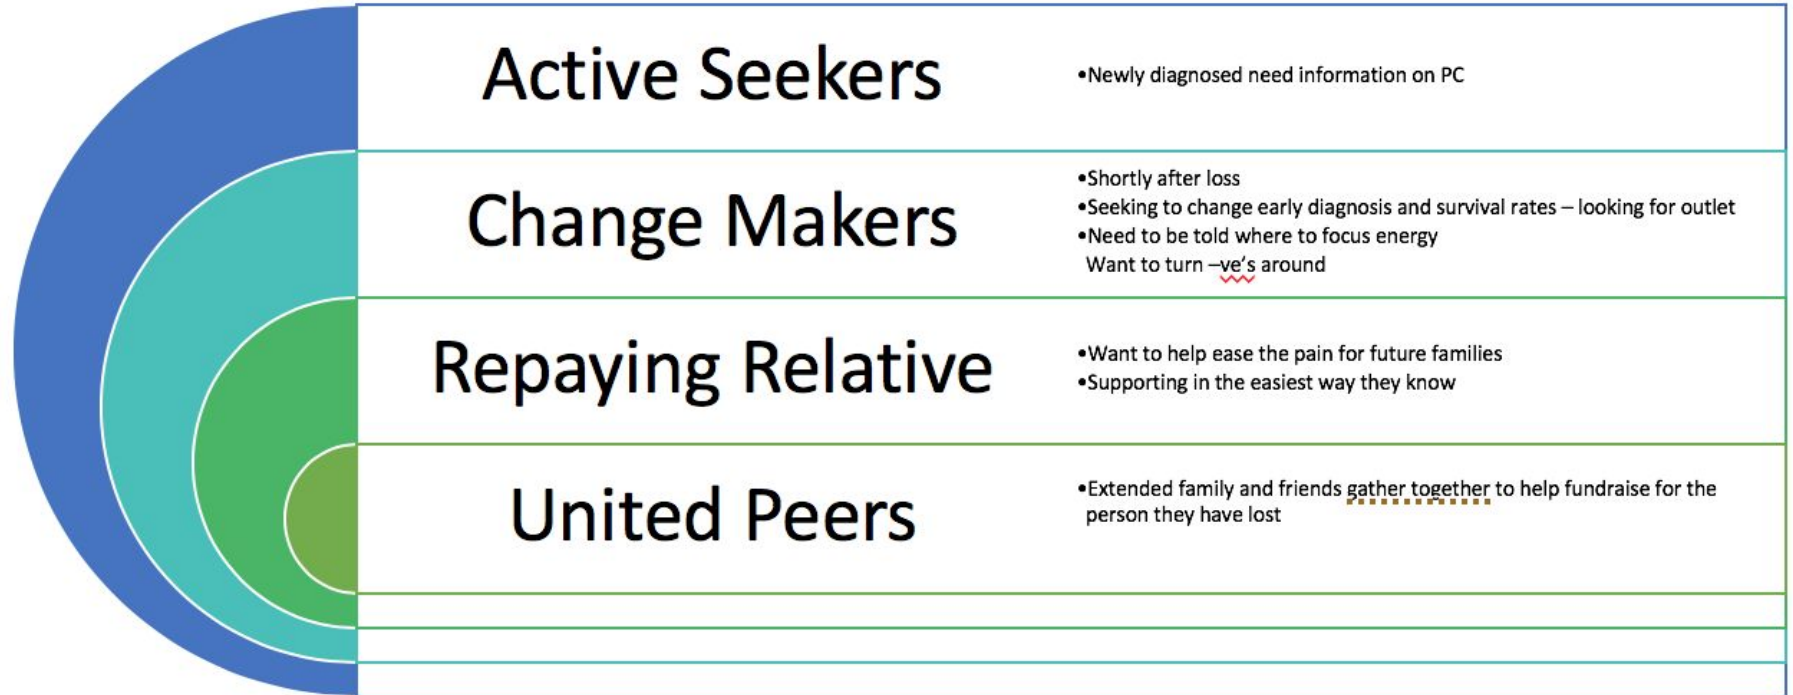 Active Seekers
•Newly diagnosed need information on PC
Change Makers
•Shortly after loss
•Seeking to change early diagnosis and survival rates – looking for outlet
•Need to be told where to focus energy
Want to turn –ve's around
Repaying Relative
•Want to help ease the pain for future families
•Supporting in the easiest way they know
United Peers
•Extended family and friends gather together to help fundraise for the
person they have lost